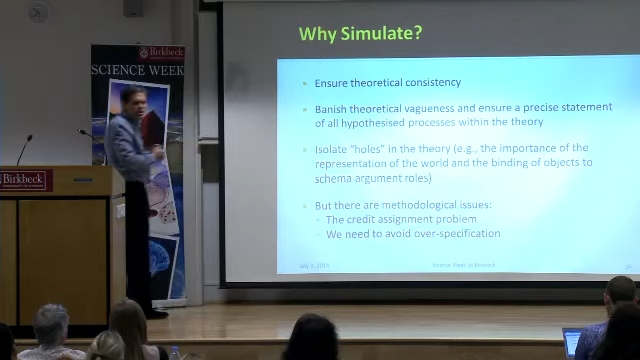 Why Simulate?
Birkbeck
SCIENCE WEEK
Ensure theoretical consistency
Banish theoretical vagueness and ensure a precise statement
of all hypothesised processes within the theory
Isolate "holes" in the theory (e.g., the importance of the
representation of the world and the binding of objects to
schema argument roles)
But there are methodological issues:
The credit assignment problem
We need to avoid over-specification
Birkbeck
Science Week @ Birkbeck